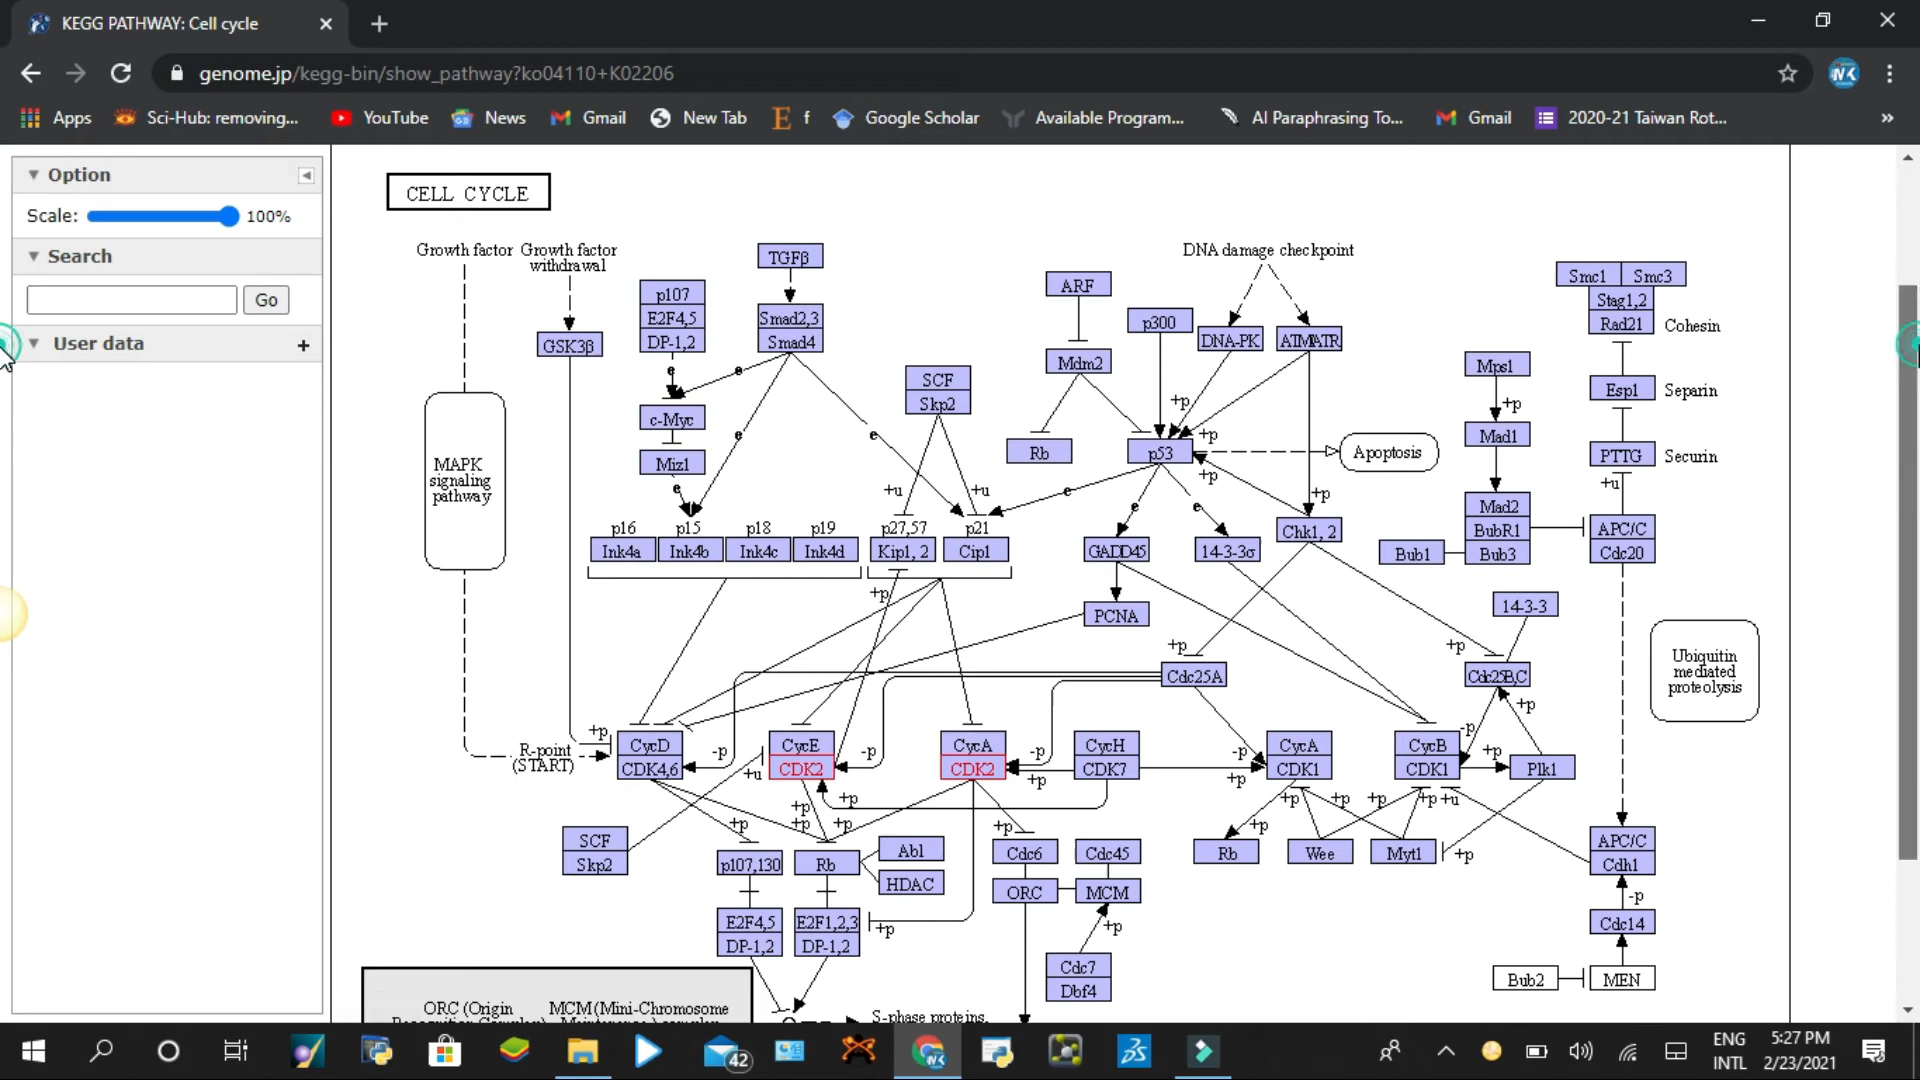 KEGG PATHWAY: Cell cycle
genome.jp/kegg-bin/show_pathway?ko04110+K02206
Apps
Sci-Hub: removing...
YouTube
News
Gmail
New Tab
f
Google Scholar
Available Program...
AI Paraphrasing To...
Gmail
2020-21 Taiwan Rot...
»
Option
Scale: 100%
Search
Go
User data +
CELL CYCLE
Growth factor
Growth factor
withdrawal
TGFβ
DNA damage checkpoint
Smc1 Smc3
Stag1,2
Rad21
Cohesin
ARF
p107
E2F4,5
DP-1,2
Smad2,3
Smad4
p300
DNA-PK
GSK3β
Mdm2
Mps1
+p
Esp1
Separin
SCF
Skp2
e
e
c-Myc
Miz1
e
e
e
Rb
p53
+p
+p
+p
Apoptosis
Mad1
PTTG
Securin
+u
MAPK
signaling
pathway
+u
+u
e
e
e
+p
Chk1, 2
Mad2
BubR1
Bub3
Bub1
APC/C
Cdc20
p16
Ink4a
p15
Ink4b
p18
Ink4c
p19
Ink4d
p27,57
Kip1, 2
p21
Cip1
GADD45
14-3-3σ
+p
PCNA
14-3-3
Ubiquitin
mediated
proteolysis
+p
Cdc25A
+p
Cdc25B,C
+p
R-point
(START)
+p
CycD
CDK4,6
-p
+u
CycE
CDK2
-p
CycA
CDK2
-p
+p
CycH
CDK7
-p
+p
CycA
CDK1
CycB
CDK1
-p
+p
Plk1
+p
+p
+p
+p
+p
+p
+p
+p
+p
+p
+u
+p
SCF
Skp2
p107,130
Rb
Abl
HDAC
Cdc6
ORC
Cdc45
MCM
Rb
Wee
Myt1
+p
APC/C
Cdh1
-p
Cdc14
E2F4,5
DP-1,2
E2F1,2,3
DP-1,2
+p
+p
Cdc7
Dbf4
Bub2
MEN
ORC (Origin
MCM (Mini-Chromosome
S-phase proteins,
42
ENG
INTL
5:27 PM
2/23/2021